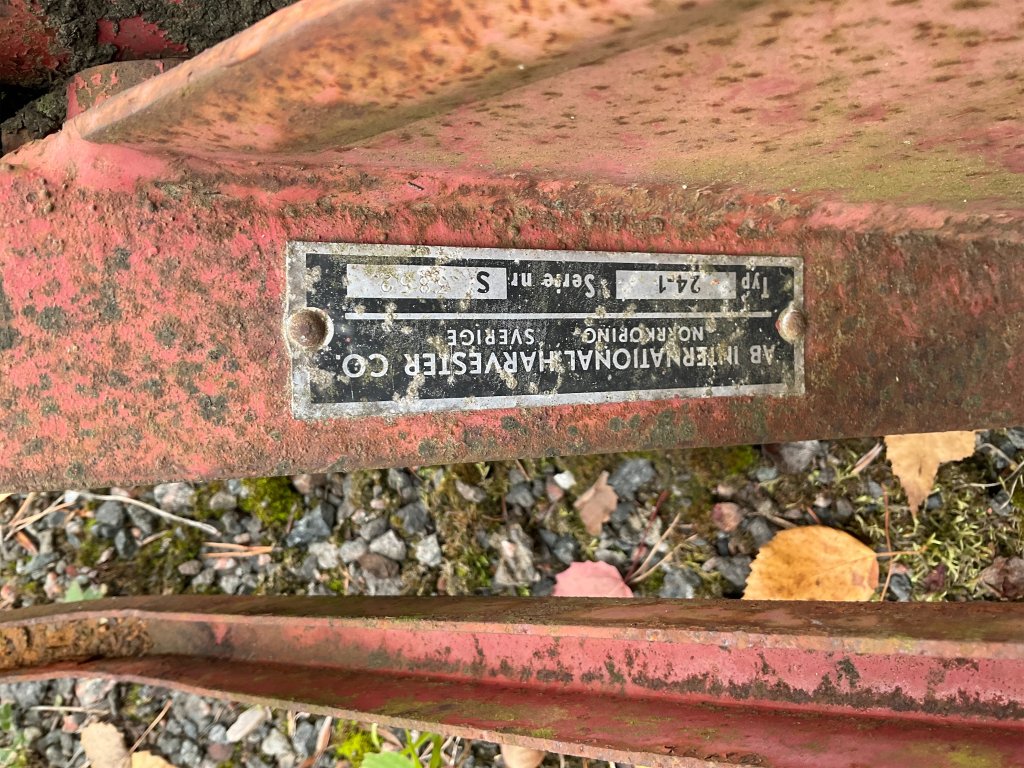 Typ 24-1 Serie nr. S
AB INTERNATIONAL HARVESTER CO.
NORRKÖPING SVERIGE